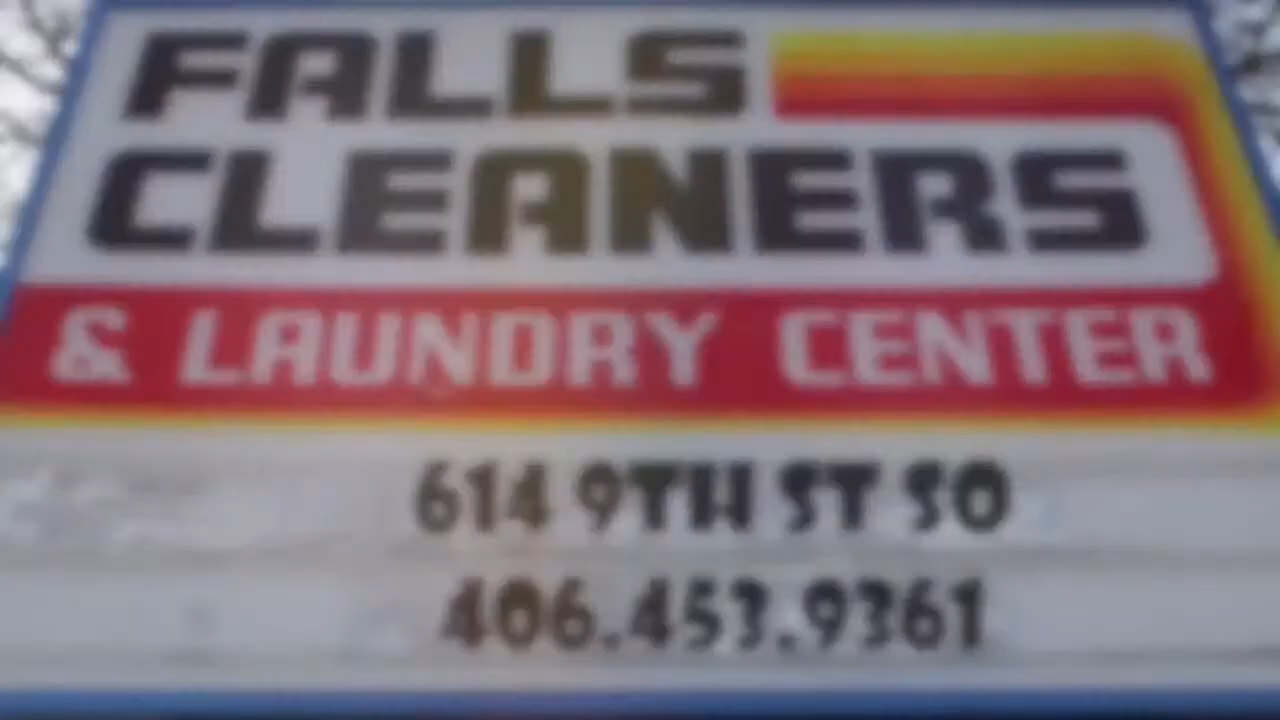 FALLS
CLEANERS
& LAUNDRY CENTER
614 9TH ST SO
406.453.9361